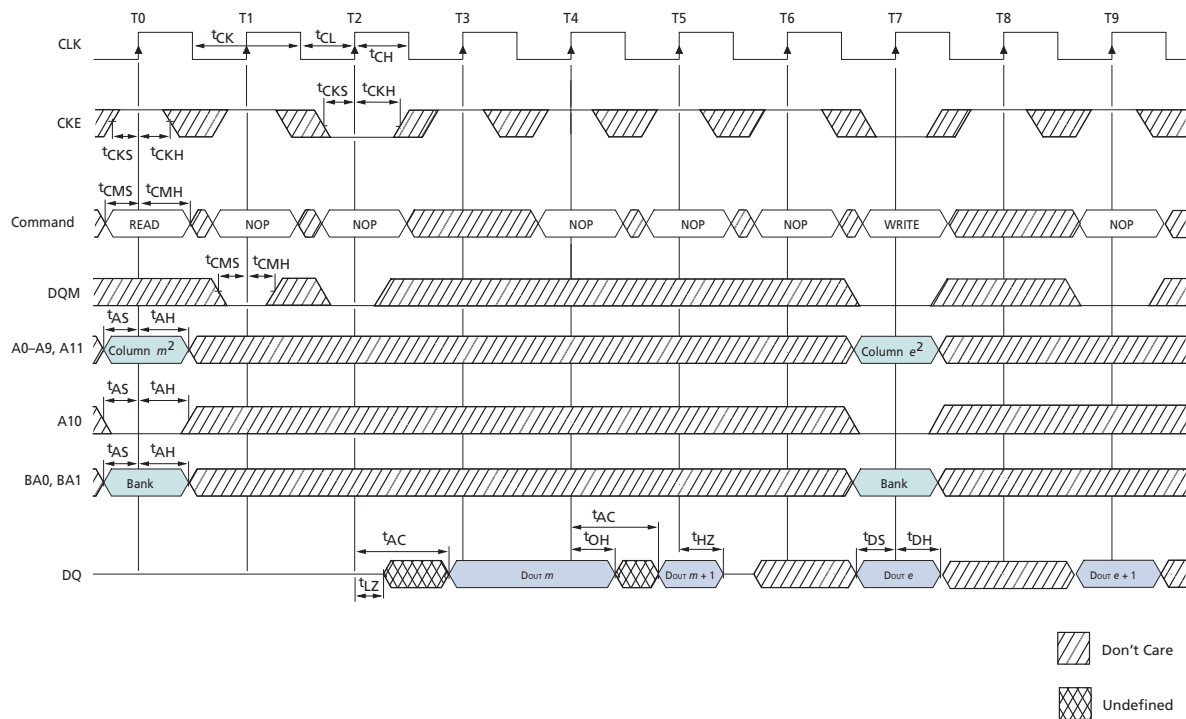 T0 T1 T2 T3 T4 T5 T6 T7 T8 T9
CLK tCK tCL tCH
tCKS tCKH
CKE
tCKS tCKH
tCMS tCMH
Command READ NOP NOP NOP NOP NOP WRITE NOP
tCMS tCMH
DQM
tAS tAH
A0–A9, A11 Column m2 Column e2
tAS tAH
A10
tAS tAH
BA0, BA1 Bank Bank
tAC tAC tOH tHZ tDS tDH
DQ DOUT m DOUT m + 1 DOUT e DOUT e + 1
tLZ
Don't Care
Undefined